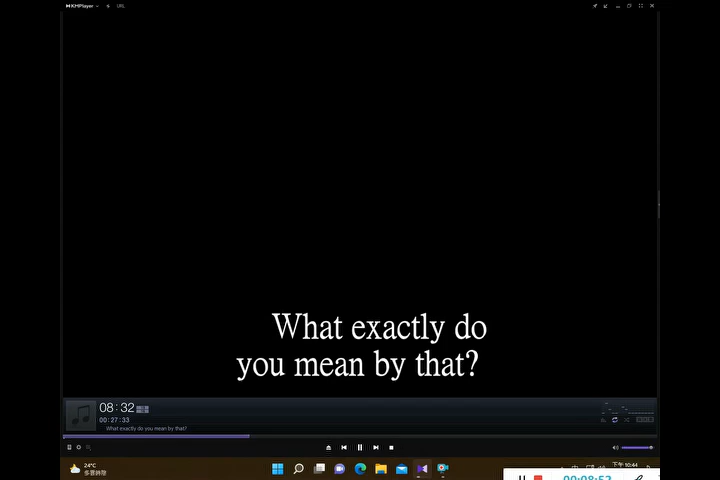 KMPlayer
URL
What exactly do
you mean by that?
08:32
00:27:33
What exactly do you mean by that?
24°C
多雲時陰
下午 10:44
00:08:52